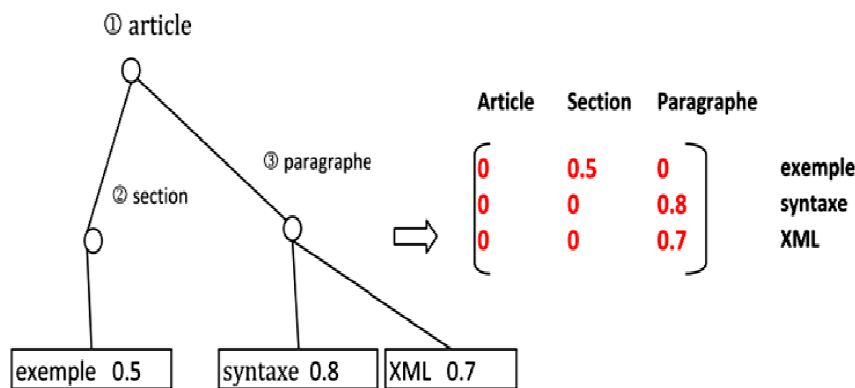 ① article
③ paragraphe
② section
exemple 0.5
syntaxe 0.8
XML 0.7
Article Section Paragraphe
0 0.5 0 exemple
0 0 0.8 syntaxe
0 0 0.7 XML